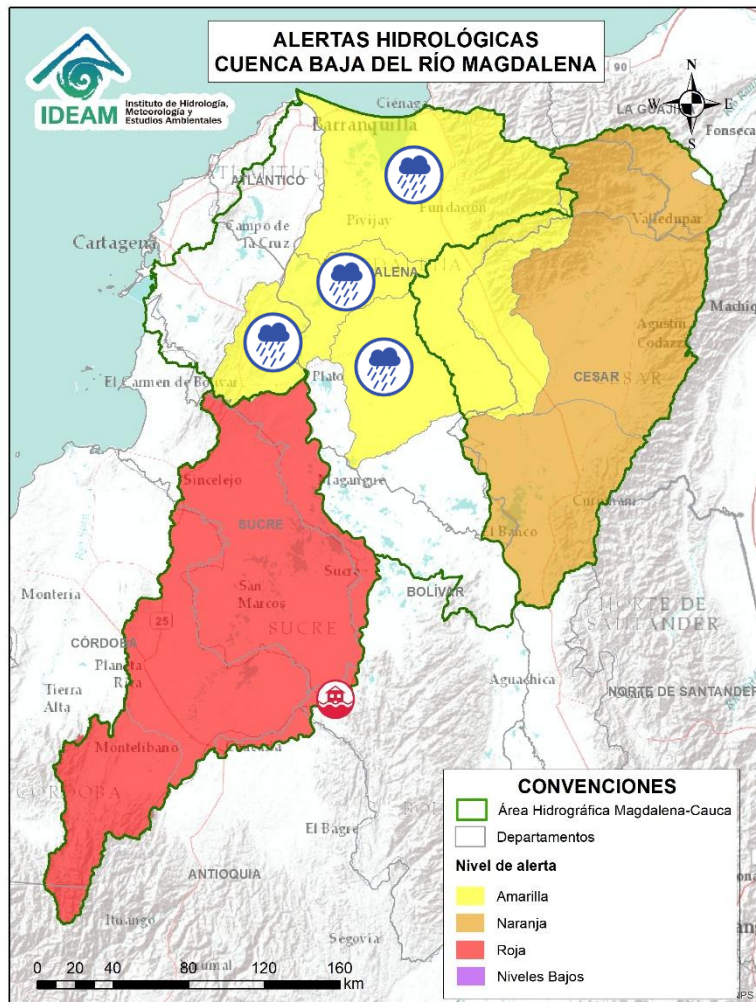 ALERTAS HIDROLÓGICAS
CUENCA BAJA DEL RÍO MAGDALENA
IDEAM
Instituto de Hidrología,
Meteorología y
Estudios Ambientales
90
N
W
E
S
LA GUAJI
Fonseca
Ciénaga
Barranquilla
ATLÁNTICO
Fundación
Pivijay
Valledupar
Campo de
la Cruz
Cartagena
ALENA
Machiq
Agustín
Codazzi
El Carmen de Bolívar
Plato
CESAR
Sincelejo
Magangué
Curumaní
El Banco
SUCRE
Sucre
San
Marcos
SUCRE
BOLÍVAR
NORTE DE
SANTANDER
Montería
CÓRDOBA
25
Planeta
Rica
Tierra
Alta
Aguachica
NORTE DE SANTANDER
Montelíbano
Caucasia
CÓRDOBA
El Bagre
ANTIOQUIA
Ituango
Segovia
CONVENCIONES
Área Hidrográfica Magdalena-Cauca
Departamentos
Nivel de alerta
Amarilla
Naranja
Roja
Niveles Bajos
0 20 40 80 120 160
km